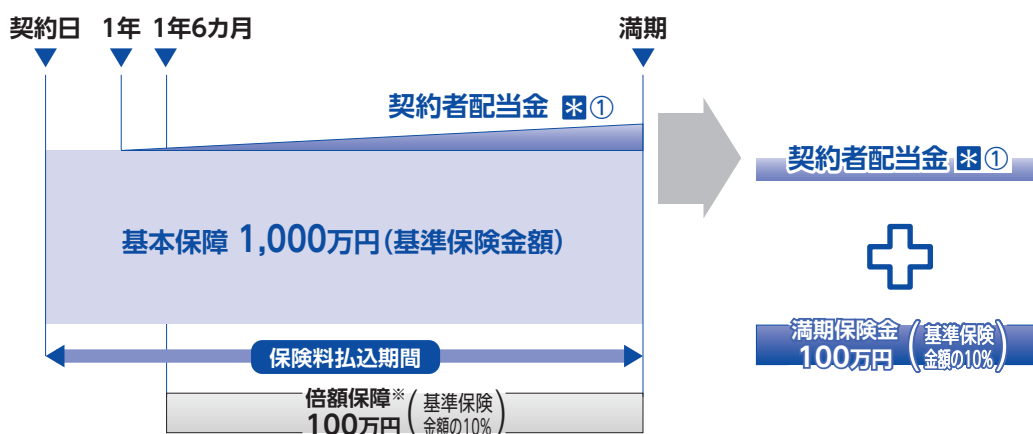 契約日 1年 1年6カ月 満期
契約者配当金 *①
基本保障 1,000万円(基準保険金額)
保険料払込期間
倍額保障※
100万円(基準保険
金額の10%)
契約者配当金 *①
満期保険金
100万円(基準保険
金額の10%)